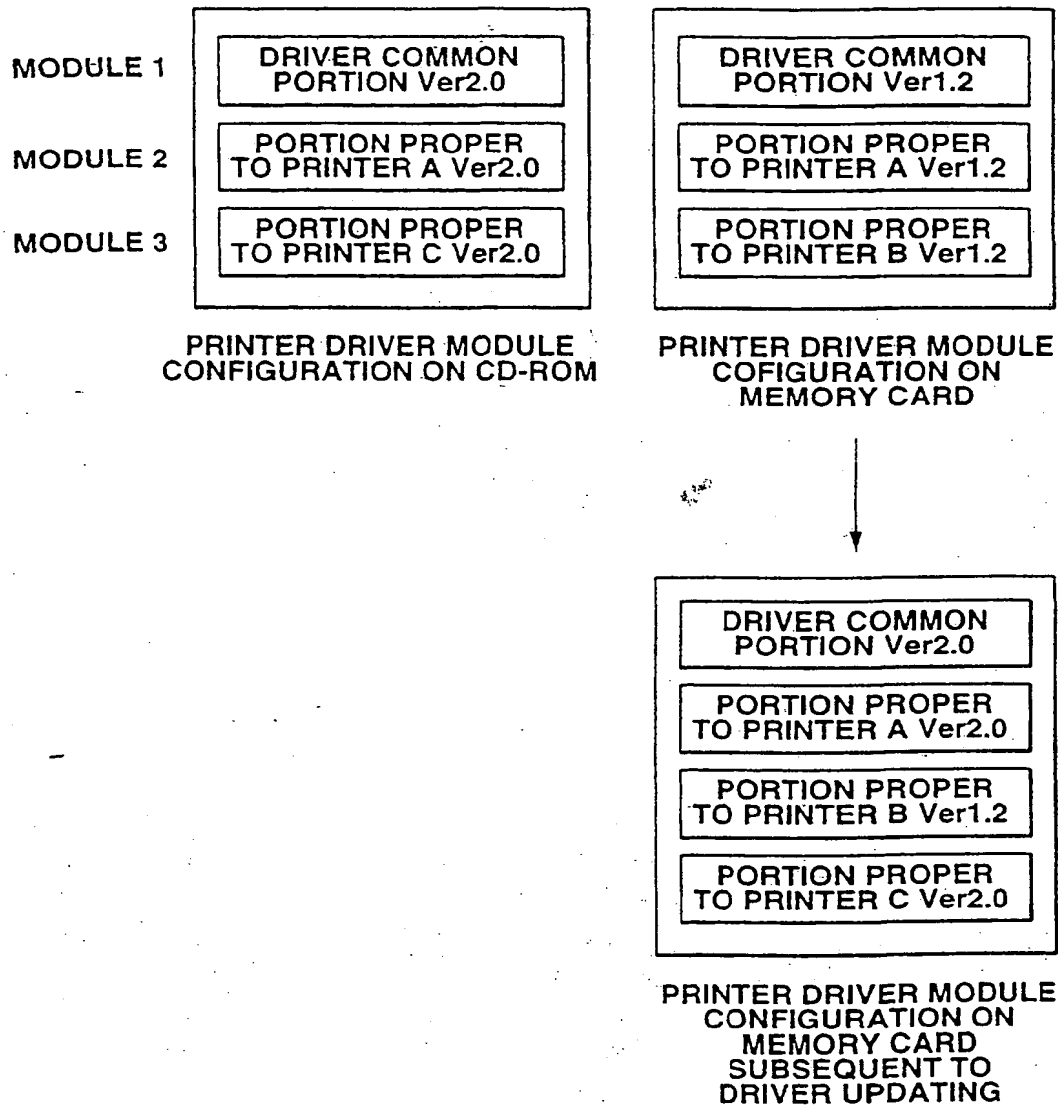 MODULE 1
DRIVER COMMON
PORTION Ver2.0
MODULE 2
PORTION PROPER
TO PRINTER A Ver2.0
MODULE 3
PORTION PROPER
TO PRINTER C Ver2.0
PRINTER DRIVER MODULE
CONFIGURATION ON CD-ROM
DRIVER COMMON
PORTION Ver1.2
PORTION PROPER
TO PRINTER A Ver1.2
PORTION PROPER
TO PRINTER B Ver1.2
PRINTER DRIVER MODULE
COFIGURATION ON
MEMORY CARD
DRIVER COMMON
PORTION Ver2.0
PORTION PROPER
TO PRINTER A Ver2.0
PORTION PROPER
TO PRINTER B Ver1.2
PORTION PROPER
TO PRINTER C Ver2.0
PRINTER DRIVER MODULE
CONFIGURATION ON
MEMORY CARD
SUBSEQUENT TO
DRIVER UPDATING